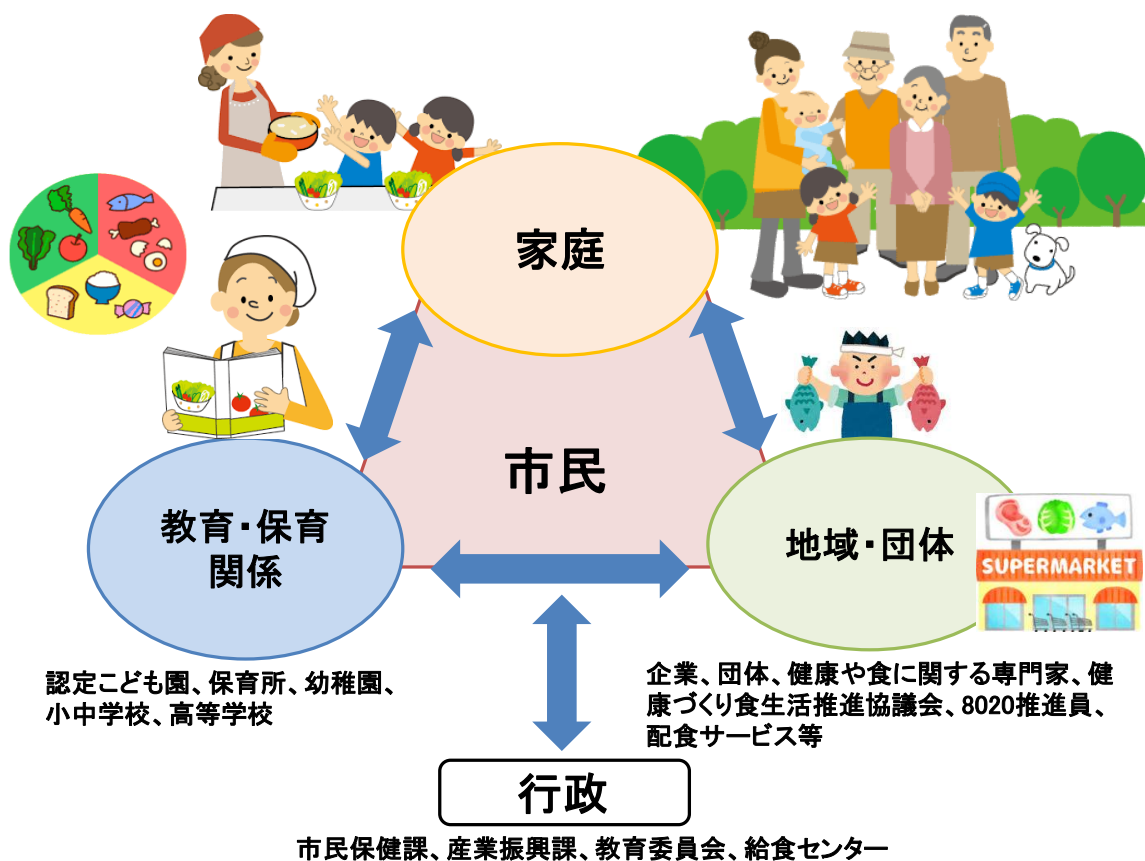 家庭
市民
教育・保育
関係
地域・団体
SUPERMARKET
認定こども園、保育所、幼稚園、
小中学校、高等学校
企業、団体、健康や食に関する専門家、健
康づくり食生活推進協議会、8020推進員、
配食サービス等
行政
市民保健課、産業振興課、教育委員会、給食センター